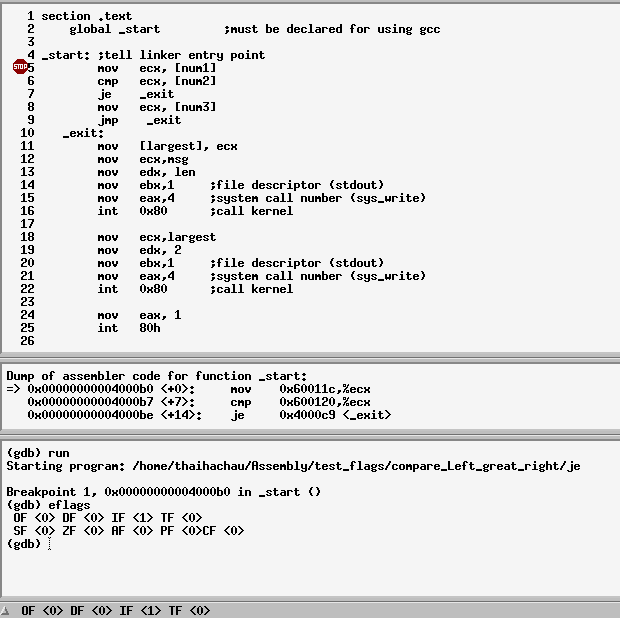 1 section .text
2 global _start ;must be declared for using gcc
3
4 _start: ;tell linker entry point
STOP 5 mov ecx, [num1]
6 cmp ecx, [num2]
7 je _exit
8 mov ecx, [num3]
9 jmp _exit
10 _exit:
11 mov [largest], ecx
12 mov ecx,msg
13 mov edx, len
14 mov ebx,1 ;file descriptor (stdout)
15 mov eax,4 ;system call number (sys_write)
16 int 0x80 ;call kernel
17
18 mov ecx,largest
19 mov edx, 2
20 mov ebx,1 ;file descriptor (stdout)
21 mov eax,4 ;system call number (sys_write)
22 int 0x80 ;call kernel
23
24 mov eax, 1
25 int 80h
26
Dump of assembler code for function _start:
=> 0x00000000004000b0 <+0>: mov 0x60011c,%ecx
0x00000000004000b7 <+7>: cmp 0x600120,%ecx
0x00000000004000be <+14>: je 0x4000c9 <_exit>
(gdb) run
Starting program: /home/thaihachau/Assembly/test_flags/compare_Left_great_right/je
Breakpoint 1, 0x00000000004000b0 in _start ()
(gdb) eflags
OF <0> DF <0> IF <1> TF <0>
SF <0> ZF <0> AF <0> PF <0>CF <0>
(gdb)
OF <0> DF <0> IF <1> TF <0>